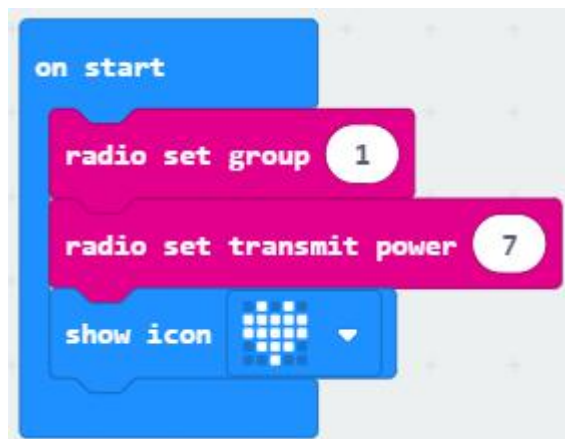 on start
radio set group 1
radio set transmit power 7
show icon